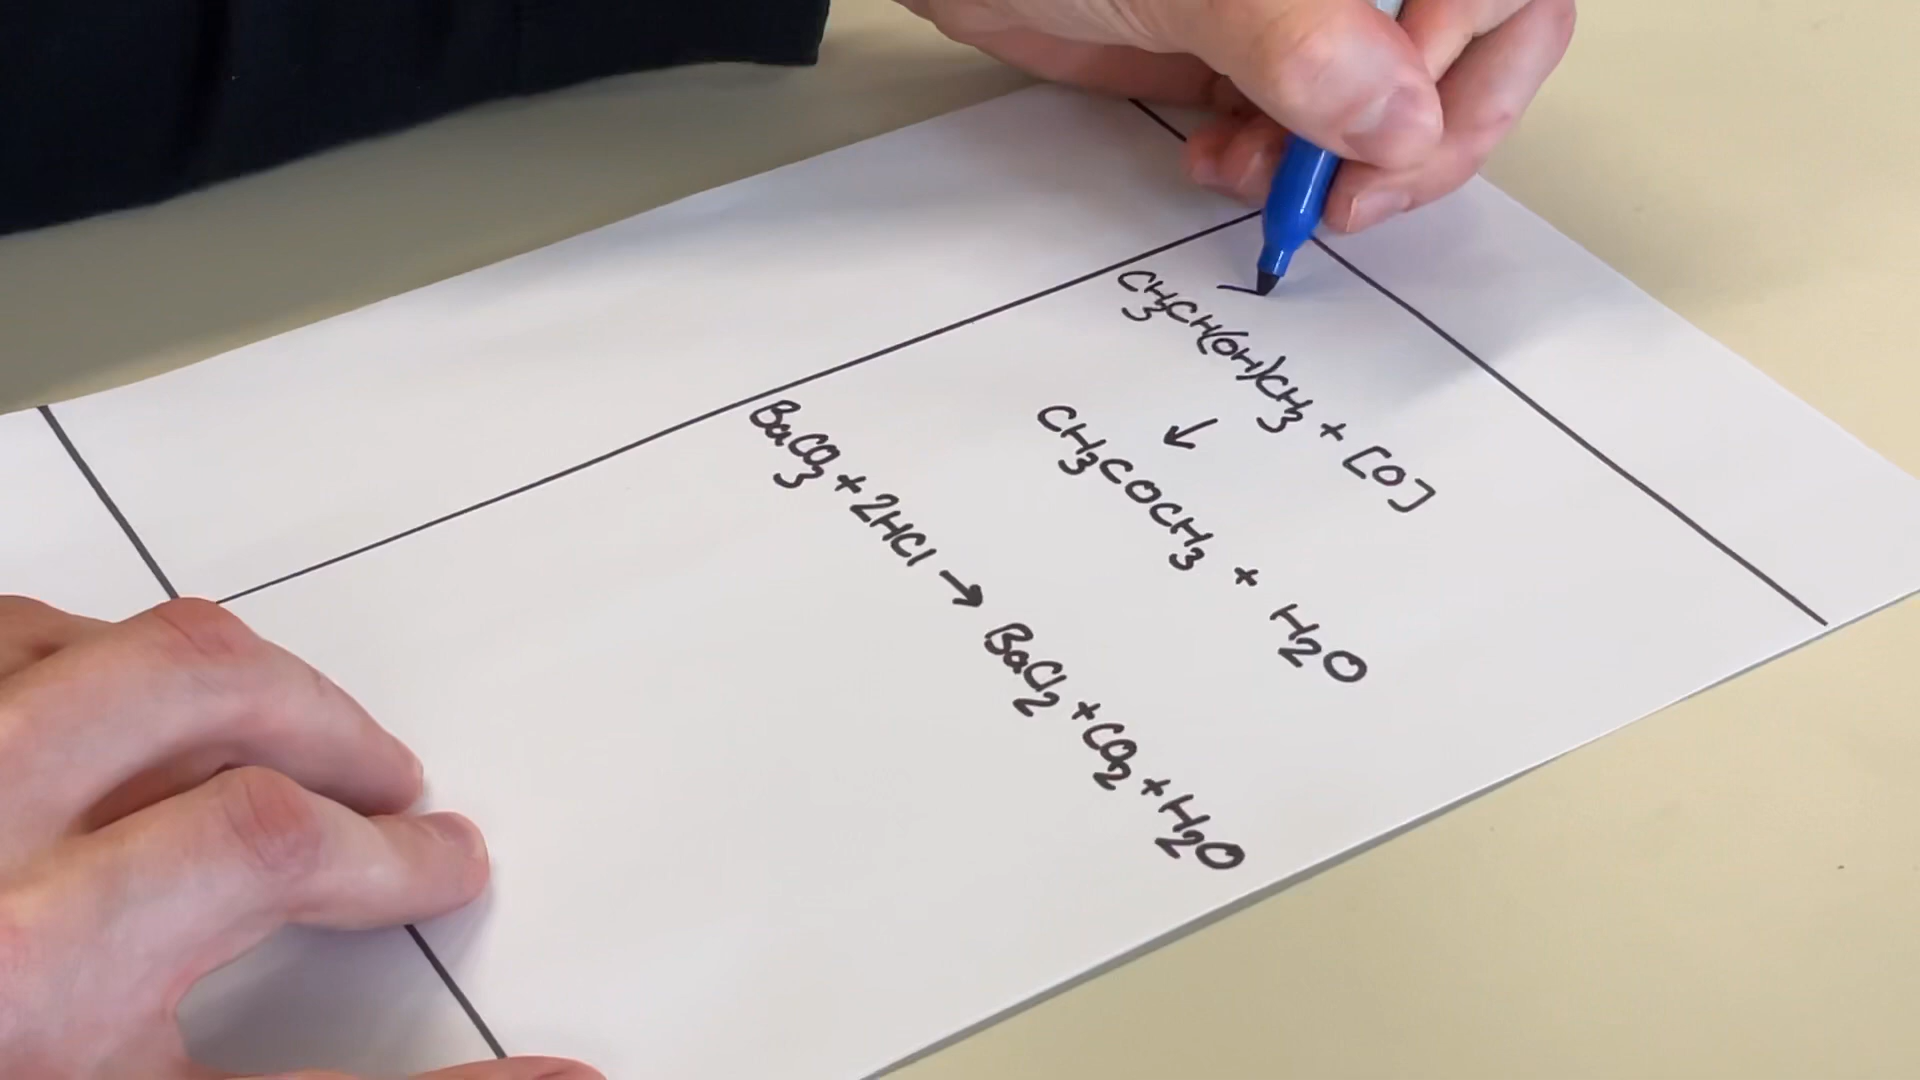 CH₃CH(OH)CH₃ + [O]
↓
CH₃COCH₃ + H₂O
BaCO₃ + 2HCl → BaCl₂ + CO₂ + H₂O